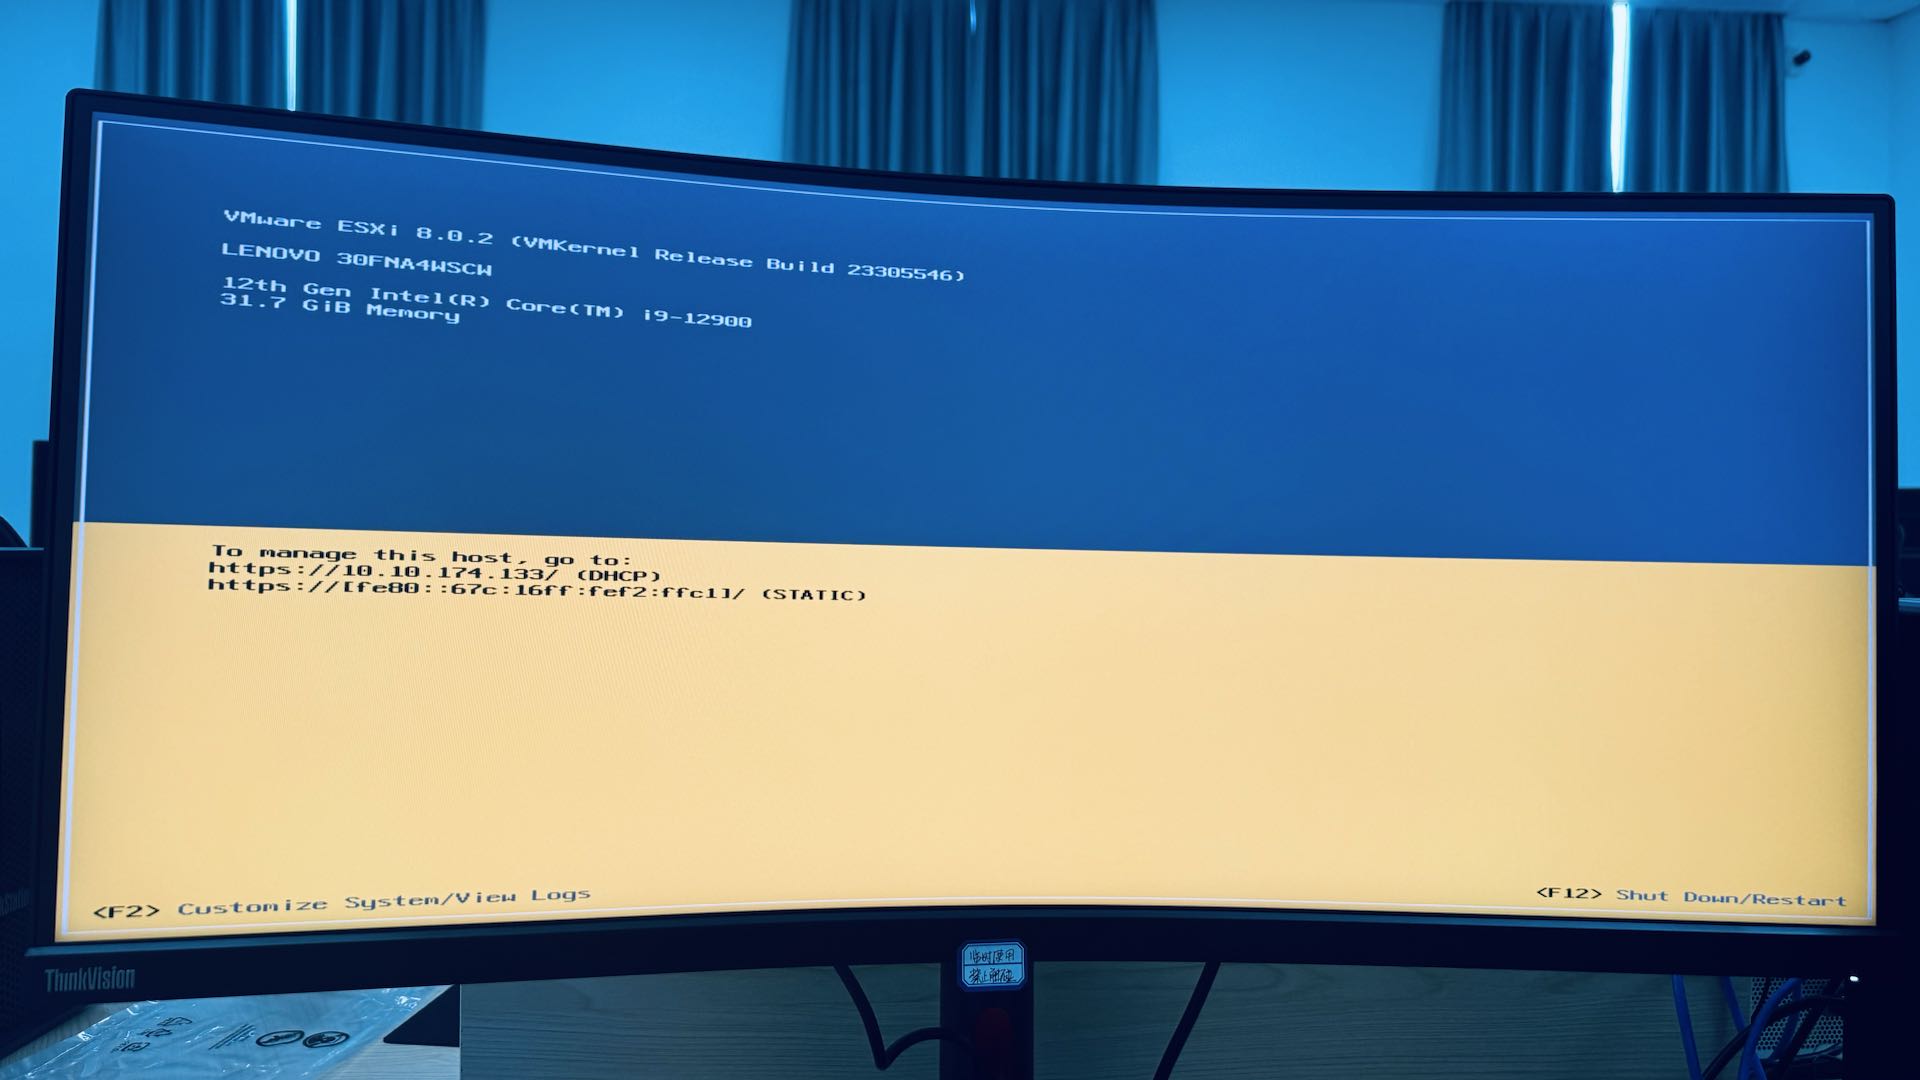 VMware ESXi 8.0.2 (VMKernel Release Build 23305546)
LENOVO 30FNA4WSCW
12th Gen Intel(R) Core(TM) i9-12900
31.7 GiB Memory
To manage this host, go to:
https://10.10.174.133/ (DHCP)
https://[fe80::67c:16ff:fef2:ffc1]/ (STATIC)
<F2> Customize System/View Logs
<F12> Shut Down/Restart
ThinkVision
临时使用
禁止触碰